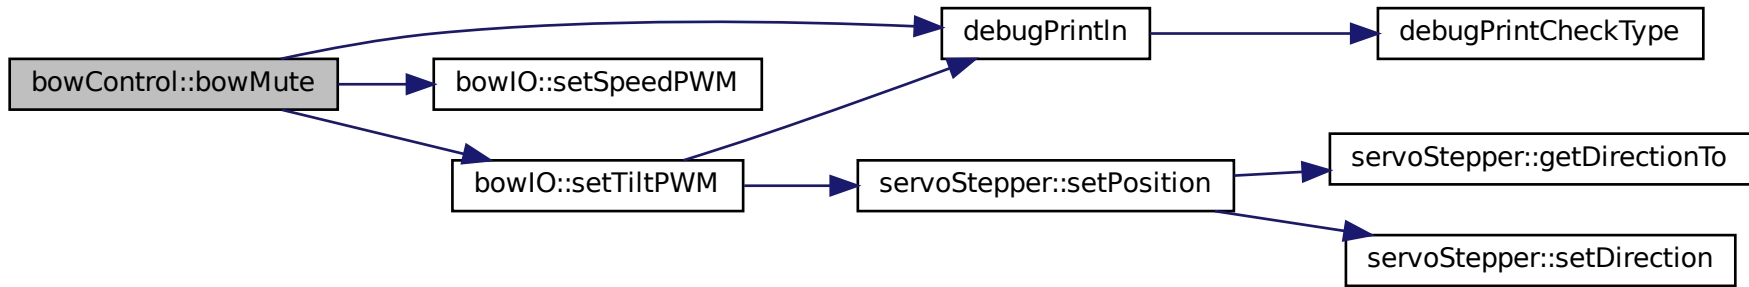 bowControl::bowMute
debugPrintln
debugPrintCheckType
bowIO::setSpeedPWM
bowIO::setTiltPWM
servoStepper::setPosition
servoStepper::getDirectionTo
servoStepper::setDirection